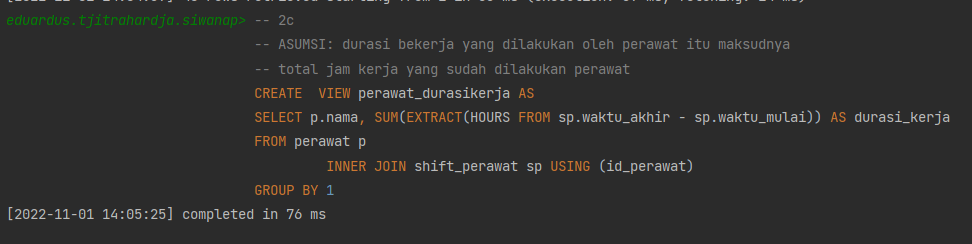 eduardus.tjitrahardja.siwanap> -- 2c
-- ASUMSI: durasi bekerja yang dilakukan oleh perawat itu maksudnya
-- total jam kerja yang sudah dilakukan perawat
CREATE  VIEW perawat_durasikerja AS
SELECT p.nama, SUM(EXTRACT(HOURS FROM sp.waktu_akhir - sp.waktu_mulai)) AS durasi_kerja
FROM perawat p
INNER JOIN shift_perawat sp USING (id_perawat)
GROUP BY 1
[2022-11-01 14:05:25] completed in 76 ms